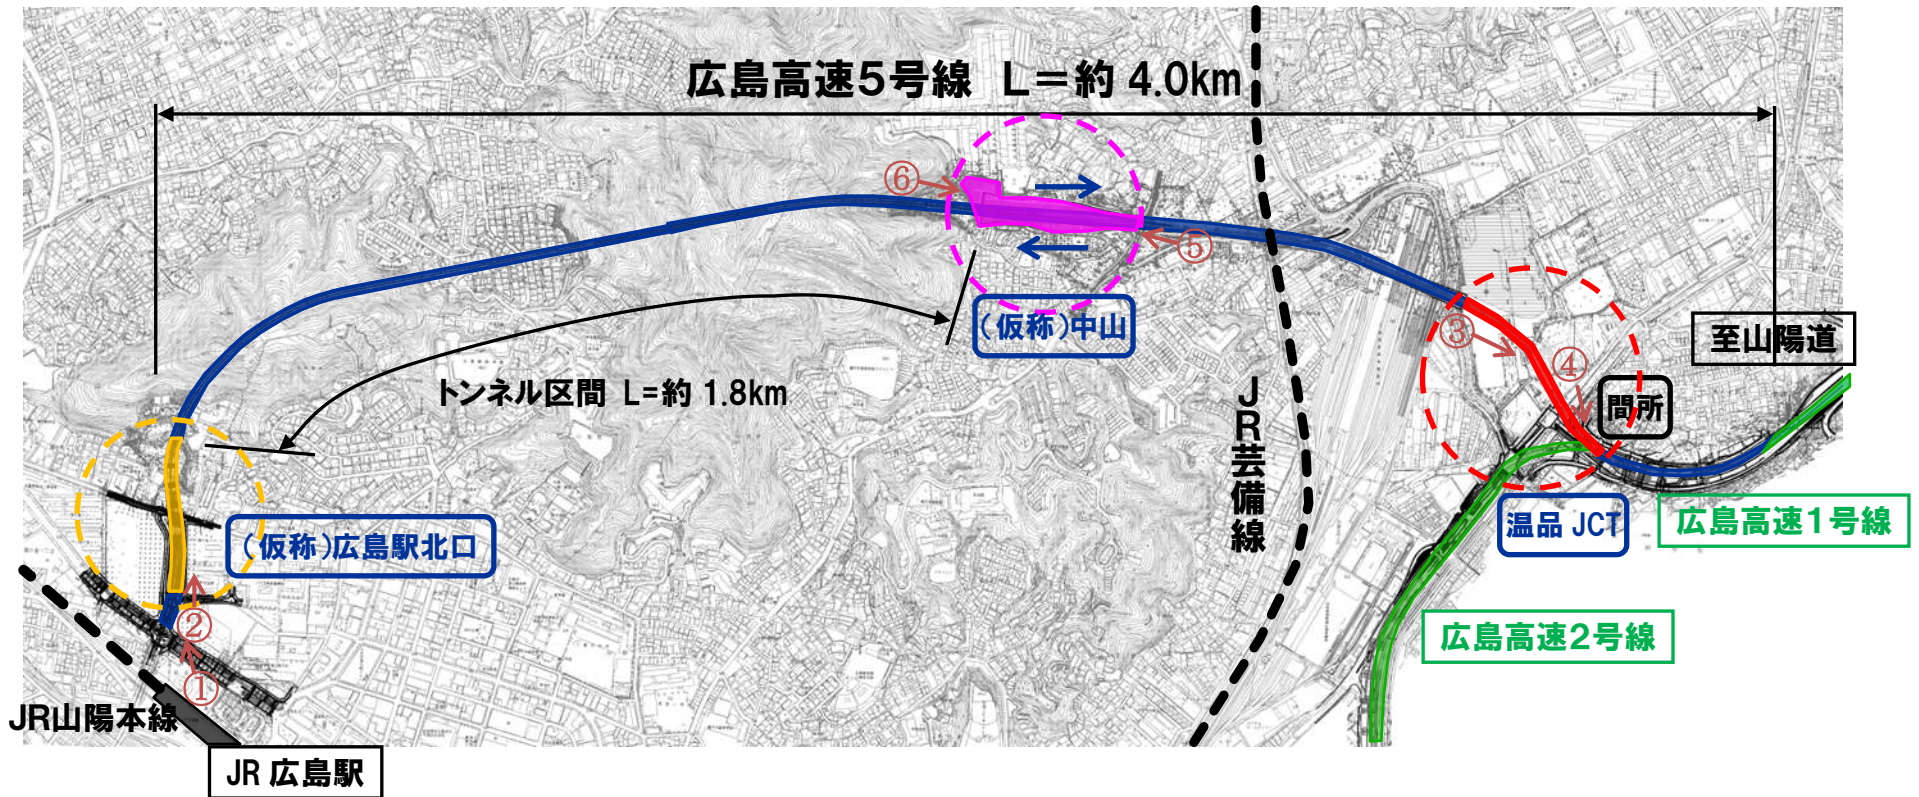 広島高速5号線 L=約 4.0km
⑥
⑤
(仮称)中山
③
④
至山陽道
間所
トンネル区間 L=約 1.8km
JR芸備線
(仮称)広島駅北口
温品 JCT
広島高速1号線
②
広島高速2号線
①
JR山陽本線
JR 広島駅